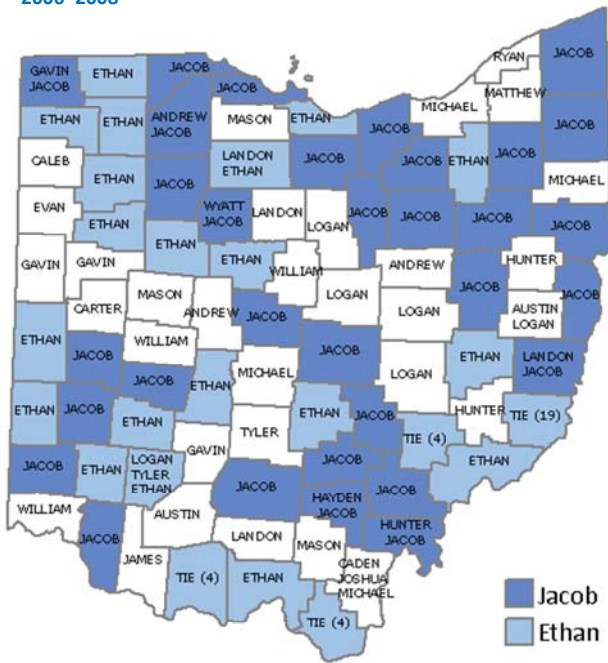 2006-2008
RYAN
JACOB
GAVIN
JACOB
ETHAN
JACOB
JACOB
MATTHEW
MICHAEL
ETHAN
ETHAN
ANDREW
JACOB
MASON
ETHAN
JACOB
JACOB
ETHAN
JACOB
JACOB
CALEB
ETHAN
JACOB
LANDON
ETHAN
JACOB
MICHAEL
EVAN
ETHAN
WYATT
JACOB
LANDON
LOGAN
JACOB
JACOB
JACOB
JACOB
GAVIN
GAVIN
ETHAN
ETHAN
WILLIAM
ANDREW
HUNTER
JACOB
JACOB
CARTER
MASON
ANDREW
JACOB
LOGAN
LOGAN
AUSTIN
LOGAN
ETHAN
JACOB
WILLIAM
MICHAEL
JACOB
LOGAN
ETHAN
LANDON
JACOB
ETHAN
JACOB
JACOB
ETHAN
ETHAN
JACOB
HUNTER
TIE (19)
ETHAN
TYLER
TIE (4)
JACOB
ETHAN
LOGAN
TYLER
ETHAN
GAVIN
JACOB
ETHAN
WILLIAM
JACOB
HAYDEN
JACOB
JACOB
AUSTIN
LANDON
MASON
HUNTER
JACOB
JACOB
JAMES
TIE (4)
ETHAN
CADEN
JOSHUA
MICHAEL
TIE (4)
Jacob
Ethan